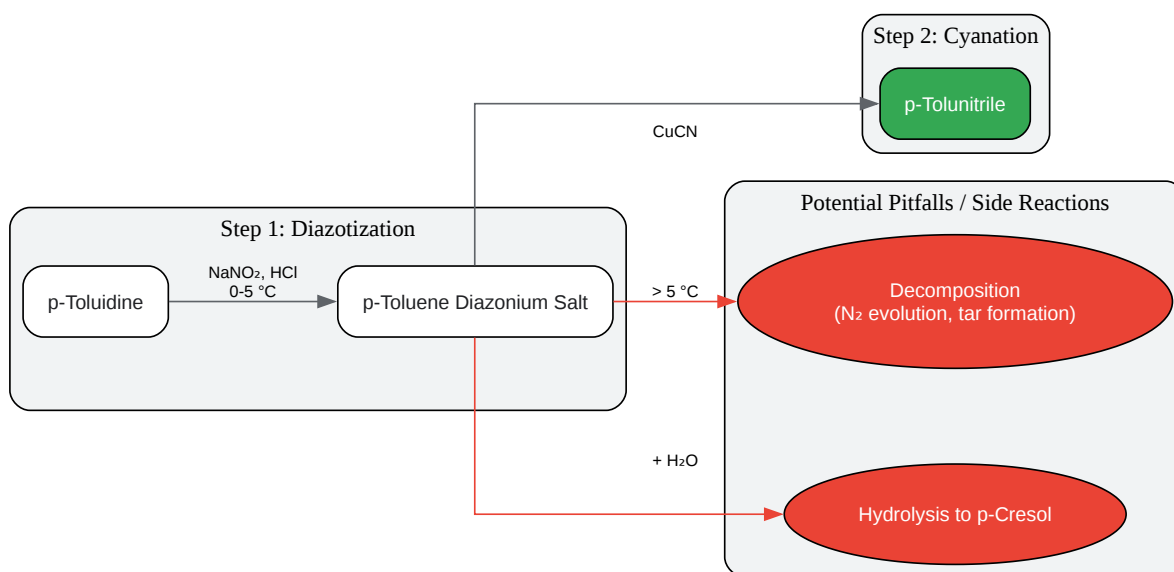 Step 2: Cyanation
p-Tolunitrile
CuCN
Potential Pitfalls / Side Reactions
Step 1: Diazotization
NaNO₂, HCl
0-5 °C
p-Toluidine
p-Toluene Diazonium Salt
> 5 °C
Decomposition
(N₂ evolution, tar formation)
+ H₂O
Hydrolysis to p-Cresol